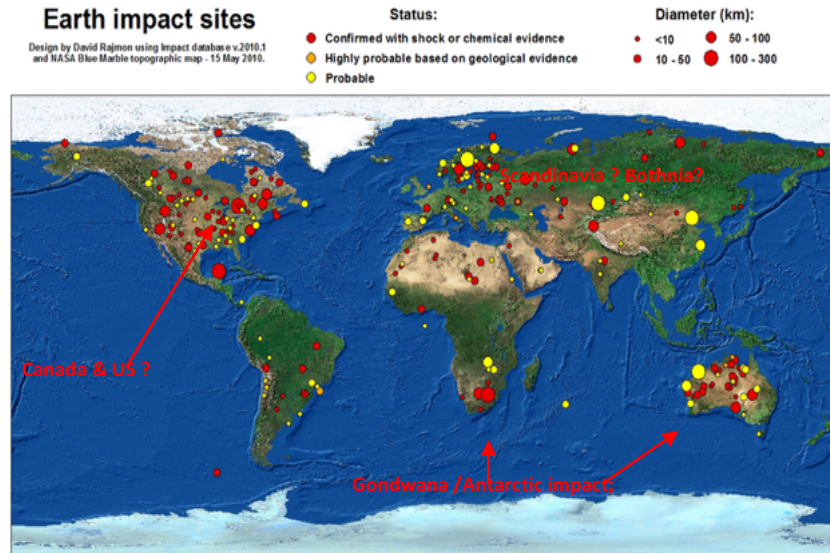 Earth impact sites
Design by David Rajmon using Impact database v.2010.1
and NASA Blue Marble topographic map - 15 May 2010.
Status:
Confirmed with shock or chemical evidence
Highly probable based on geological evidence
Probable
Diameter (km):
<10
50 - 100
10 - 50
100 - 300
Scandinavia ? Bothnia?
Canada & US ?
Gondwana /Antarctic impact,